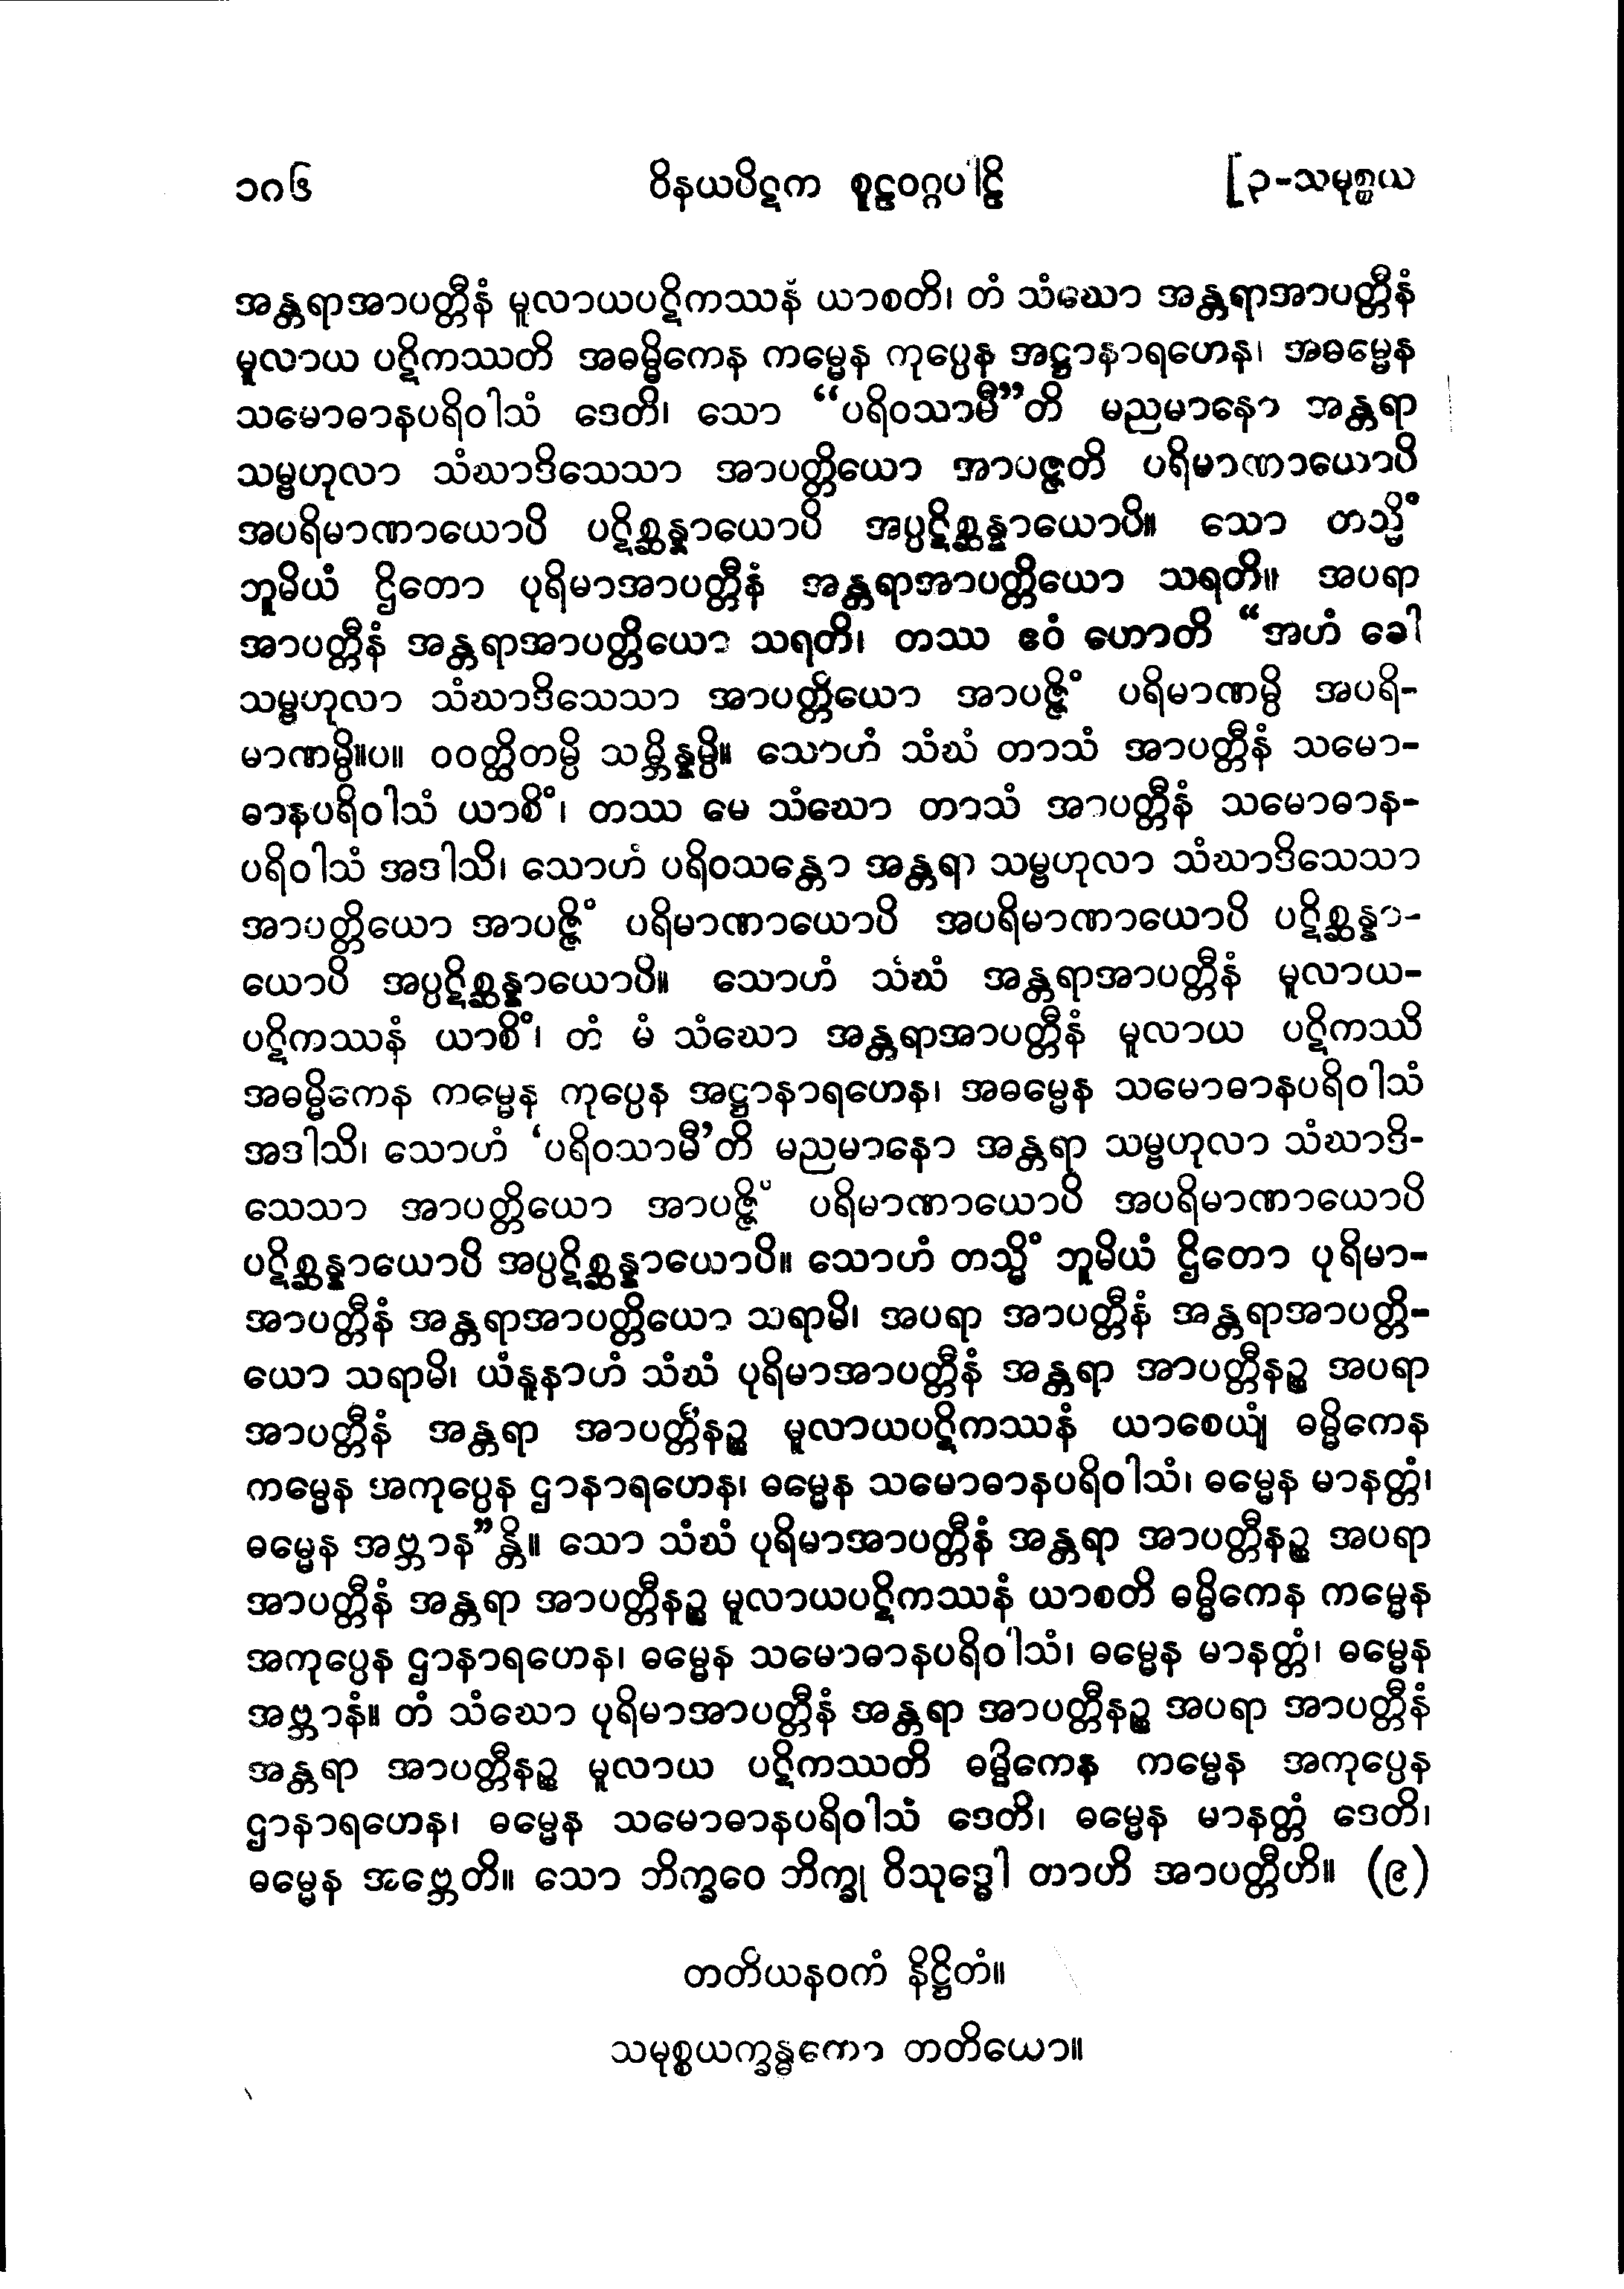 ၁၈၆ ဝိနယပိဋက စူဠဝဂ္ဂပါဠိ [၃-သမုစ္စယ
အန္တရာအာပတ္တီနံ မူလာယပဋိကဿနံ ယာစတိ၊ တံ သံဃော အန္တရာအာပတ္တီနံ
မူလာယ ပဋိကဿတိ အဓမ္မိကေန ကမ္မေန ကုပ္ပေန အဋ္ဌာနာရဟေန၊ အဓမ္မေန
သမောဓာနပရိဝါသံ ဒေတိ၊ သော “ပရိဝသာမီ”တိ မညမာနော အန္တရာ
သမ္ဗဟုလာ သံဃာဒိသေသာ အာပတ္တိယော အာပဇ္ဇတိ ပရိမာဏာယောပိ
အပရိမာဏာယောပိ ပဋိစ္ဆန္နာယောပိ အပ္ပဋိစ္ဆန္နာယောပိ။ သော တသ္မိံ
ဘူမိယံ ဌိတော ပုရိမာအာပတ္တီနံ အန္တရာအာပတ္တိယော သရတိ။ အပရာ
အာပတ္တီနံ အန္တရာအာပတ္တိယော သရတိ၊ တဿ ဧဝံ ဟောတိ “အဟံ ခေါ
သမ္ဗဟုလာ သံဃာဒိသေသာ အာပတ္တိယော အာပဇ္ဇိံ ပရိမာဏမ္ပိ အပရိ-
မာဏမ္ပိ။ပ။ ဝဝတ္ထိတမ္ပိ သမ္ဘိန္နမ္ပိ။ သောဟံ သံဃံ တာသံ အာပတ္တီနံ သမော-
ဓာနပရိဝါသံ ယာစိံ၊ တဿ မေ သံဃော တာသံ အာပတ္တီနံ သမောဓာန-
ပရိဝါသံ အဒါသိ၊ သောဟံ ပရိဝသန္တော အန္တရာ သမ္ဗဟုလာ သံဃာဒိသေသာ
အာပတ္တိယော အာပဇ္ဇိံ ပရိမာဏာယောပိ အပရိမာဏာယောပိ ပဋိစ္ဆန္နာ-
ယောပိ အပ္ပဋိစ္ဆန္နာယောပိ။ သောဟံ သံဃံ အန္တရာအာပတ္တီနံ မူလာယ-
ပဋိကဿနံ ယာစိံ၊ တံ မံ သံဃော အန္တရာအာပတ္တီနံ မူလာယ ပဋိကဿိ
အဓမ္မိကေန ကမ္မေန ကုပ္ပေန အဋ္ဌာနာရဟေန၊ အဓမ္မေန သမောဓာနပရိဝါသံ
အဒါသိ၊ သောဟံ ‘ပရိဝသာမီ’တိ မညမာနော အန္တရာ သမ္ဗဟုလာ သံဃာဒိ-
သေသာ အာပတ္တိယော အာပဇ္ဇိံ ပရိမာဏာယောပိ အပရိမာဏာယောပိ
ပဋိစ္ဆန္နာယောပိ အပ္ပဋိစ္ဆန္နာယောပိ။ သောဟံ တသ္မိံ ဘူမိယံ ဌိတော ပုရိမာ-
အာပတ္တီနံ အန္တရာအာပတ္တိယော သရာမိ၊ အပရာ အာပတ္တီနံ အန္တရာအာပတ္တိ-
ယော သရာမိ၊ ယံနူနာဟံ သံဃံ ပုရိမာအာပတ္တီနံ အန္တရာ အာပတ္တီနဉ္စ အပရာ
အာပတ္တီနံ အန္တရာ အာပတ္တီနဉ္စ မူလာယပဋိကဿနံ ယာစေယျံ ဓမ္မိကေန
ကမ္မေန အကုပ္ပေန ဌာနာရဟေန၊ ဓမ္မေန သမောဓာနပရိဝါသံ၊ ဓမ္မေန မာနတ္တံ၊
ဓမ္မေန အဗ္ဘာန”န္တိ။ သော သံဃံ ပုရိမာအာပတ္တီနံ အန္တရာ အာပတ္တီနဉ္စ အပရာ
အာပတ္တီနံ အန္တရာ အာပတ္တီနဉ္စ မူလာယပဋိကဿနံ ယာစတိ ဓမ္မိကေန ကမ္မေန
အကုပ္ပေန ဌာနာရဟေန၊ ဓမ္မေန သမောဓာနပရိဝါသံ၊ ဓမ္မေန မာနတ္တံ၊ ဓမ္မေန
အဗ္ဘာနံ။ တံ သံဃော ပုရိမာအာပတ္တီနံ အန္တရာ အာပတ္တီနဉ္စ အပရာ အာပတ္တီနံ
အန္တရာ အာပတ္တီနဉ္စ မူလာယ ပဋိကဿတိ ဓမ္မိကေန ကမ္မေန အကုပ္ပေန
ဌာနာရဟေန၊ ဓမ္မေန သမောဓာနပရိဝါသံ ဒေတိ၊ ဓမ္မေန မာနတ္တံ ဒေတိ၊
ဓမ္မေန အဗ္ဘေတိ။ သော ဘိက္ခဝေ ဘိက္ခု ဝိသုဒ္ဓေါ တာဟိ အာပတ္တီဟိ။ (၉)
တတိယနဝကံ နိဋ္ဌိတံ။
သမုစ္စယက္ခန္ဓကော တတိယော။